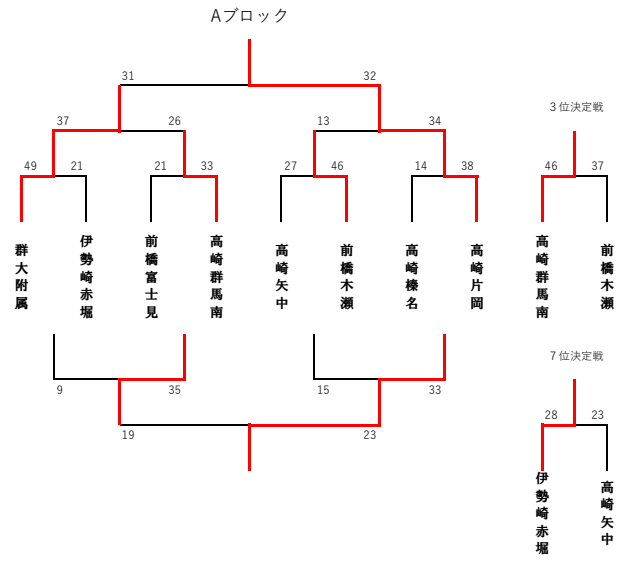 Aブロック
31 32
37 26 13 34
3位決定戦
49 21 21 33 27 46 14 38 46 37
群大附属
伊勢崎赤堀
前橋富士見
高崎群馬南
高崎矢中
前橋木瀬
高崎榛名
高崎片岡
高崎群馬南
前橋木瀬
9 35 15 33
19 23
7位決定戦
28 23
伊勢崎赤堀
高崎矢中